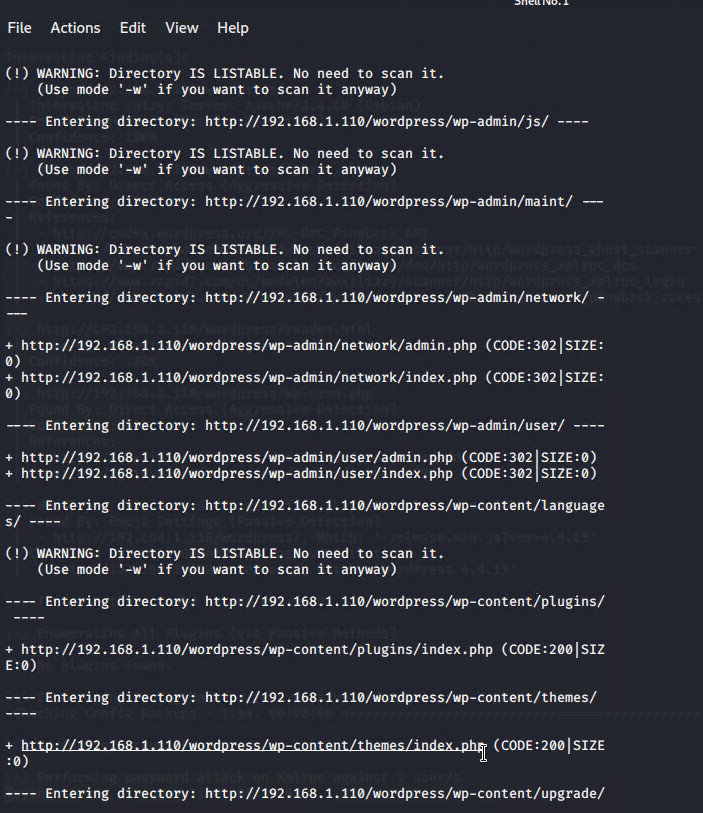 Shell No.1
File Actions Edit View Help
(!) WARNING: Directory IS LISTABLE. No need to scan it.
    (Use mode '-w' if you want to scan it anyway)
---- Entering directory: http://192.168.1.110/wordpress/wp-admin/js/ ----
(!) WARNING: Directory IS LISTABLE. No need to scan it.
    (Use mode '-w' if you want to scan it anyway)
---- Entering directory: http://192.168.1.110/wordpress/wp-admin/maint/ ---
-
(!) WARNING: Directory IS LISTABLE. No need to scan it.
    (Use mode '-w' if you want to scan it anyway)
---- Entering directory: http://192.168.1.110/wordpress/wp-admin/network/ -
---
+ http://192.168.1.110/wordpress/wp-admin/network/admin.php (CODE:302|SIZE:
0)
+ http://192.168.1.110/wordpress/wp-admin/network/index.php (CODE:302|SIZE:
0)
---- Entering directory: http://192.168.1.110/wordpress/wp-admin/user/ ----
+ http://192.168.1.110/wordpress/wp-admin/user/admin.php (CODE:302|SIZE:0)
+ http://192.168.1.110/wordpress/wp-admin/user/index.php (CODE:302|SIZE:0)
---- Entering directory: http://192.168.1.110/wordpress/wp-content/language
s/ ----
(!) WARNING: Directory IS LISTABLE. No need to scan it.
    (Use mode '-w' if you want to scan it anyway)
---- Entering directory: http://192.168.1.110/wordpress/wp-content/plugins/
 ----
+ http://192.168.1.110/wordpress/wp-content/plugins/index.php (CODE:200|SIZ
E:0)
---- Entering directory: http://192.168.1.110/wordpress/wp-content/themes/
----
+ http://192.168.1.110/wordpress/wp-content/themes/index.php (CODE:200|SIZE
:0)
---- Entering directory: http://192.168.1.110/wordpress/wp-content/upgrade/